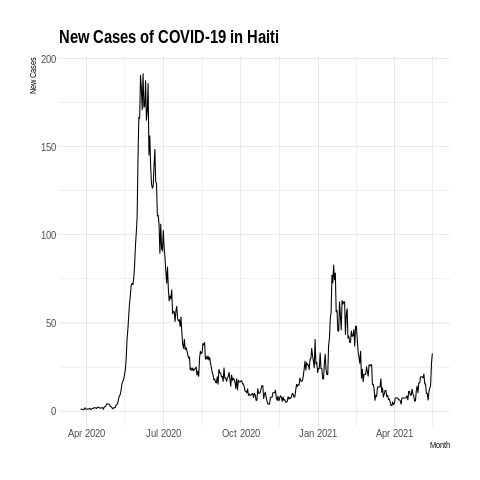 New Cases of COVID-19 in Haiti
New Cases
200
150
100
50
0
Apr 2020
Jul 2020
Oct 2020
Jan 2021
Apr 2021
Month